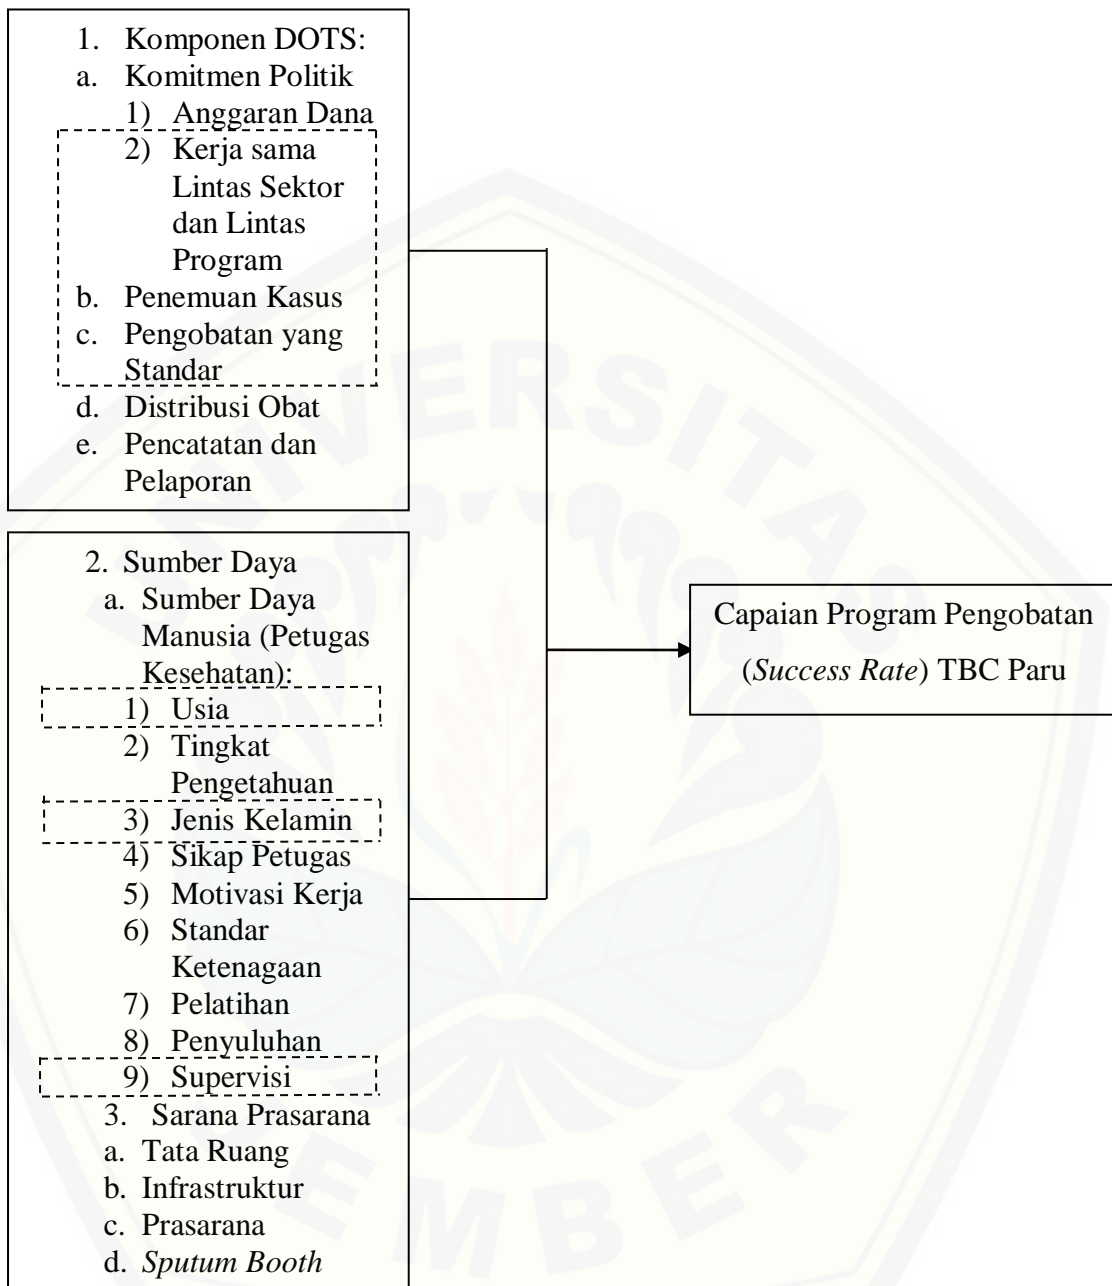 1. Komponen DOTS:
a. Komitmen Politik
1) Anggaran Dana
2) Kerja sama
Lintas Sektor
dan Lintas
Program
b. Penemuan Kasus
c. Pengobatan yang
Standar
d. Distribusi Obat
e. Pencatatan dan
Pelaporan
2. Sumber Daya
a. Sumber Daya
Manusia (Petugas
Kesehatan):
1) Usia
2) Tingkat
Pengetahuan
3) Jenis Kelamin
4) Sikap Petugas
5) Motivasi Kerja
6) Standar
Ketenagaan
7) Pelatihan
8) Penyuluhan
9) Supervisi
3. Sarana Prasarana
a. Tata Ruang
b. Infrastruktur
c. Prasarana
d. Sputum Booth
Capaian Program Pengobatan
(Success Rate) TBC Paru
UNIVERSITAS
JEMBER